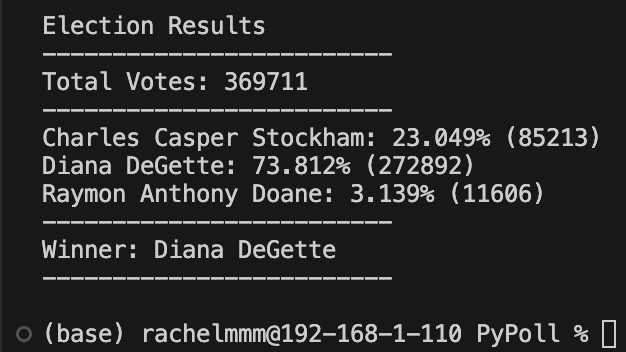 Election Results
-------------------------
Total Votes: 369711
-------------------------
Charles Casper Stockham: 23.049% (85213)
Diana DeGette: 73.812% (272892)
Raymon Anthony Doane: 3.139% (11606)
-------------------------
Winner: Diana DeGette
-------------------------
(base) rachelmmm@192-168-1-110 PyPoll %